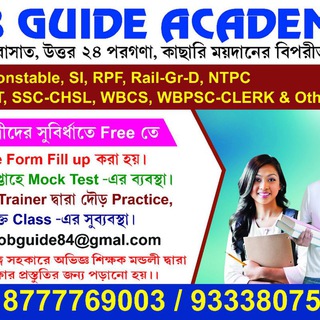 GUIDE ACADEM
বারাসাত, উত্তর ২৪ পরগণা, কাছারি ময়দানের বিপরীত
onstable, SI, RPF, Rail-Gr-D, NTPC
T, SSC-CHSL, WBCS, WBPSC-CLERK & Oth
দের সুবির্ধাতে Free তে
e Form Fill up করা হয়।
প্তাহে Mock Test -এর ব্যবস্থা।
Trainer দ্বারা দৌড় Practice,
ক্ত Class -এর সুব্যবস্থা।
obguide84@gmal.com
সহকারে অভিজ্ঞ শিক্ষক মন্ডলী দ্বারা
কার প্রস্তুতির জন্য পড়ানো হয়।।
8777769003 / 93338075